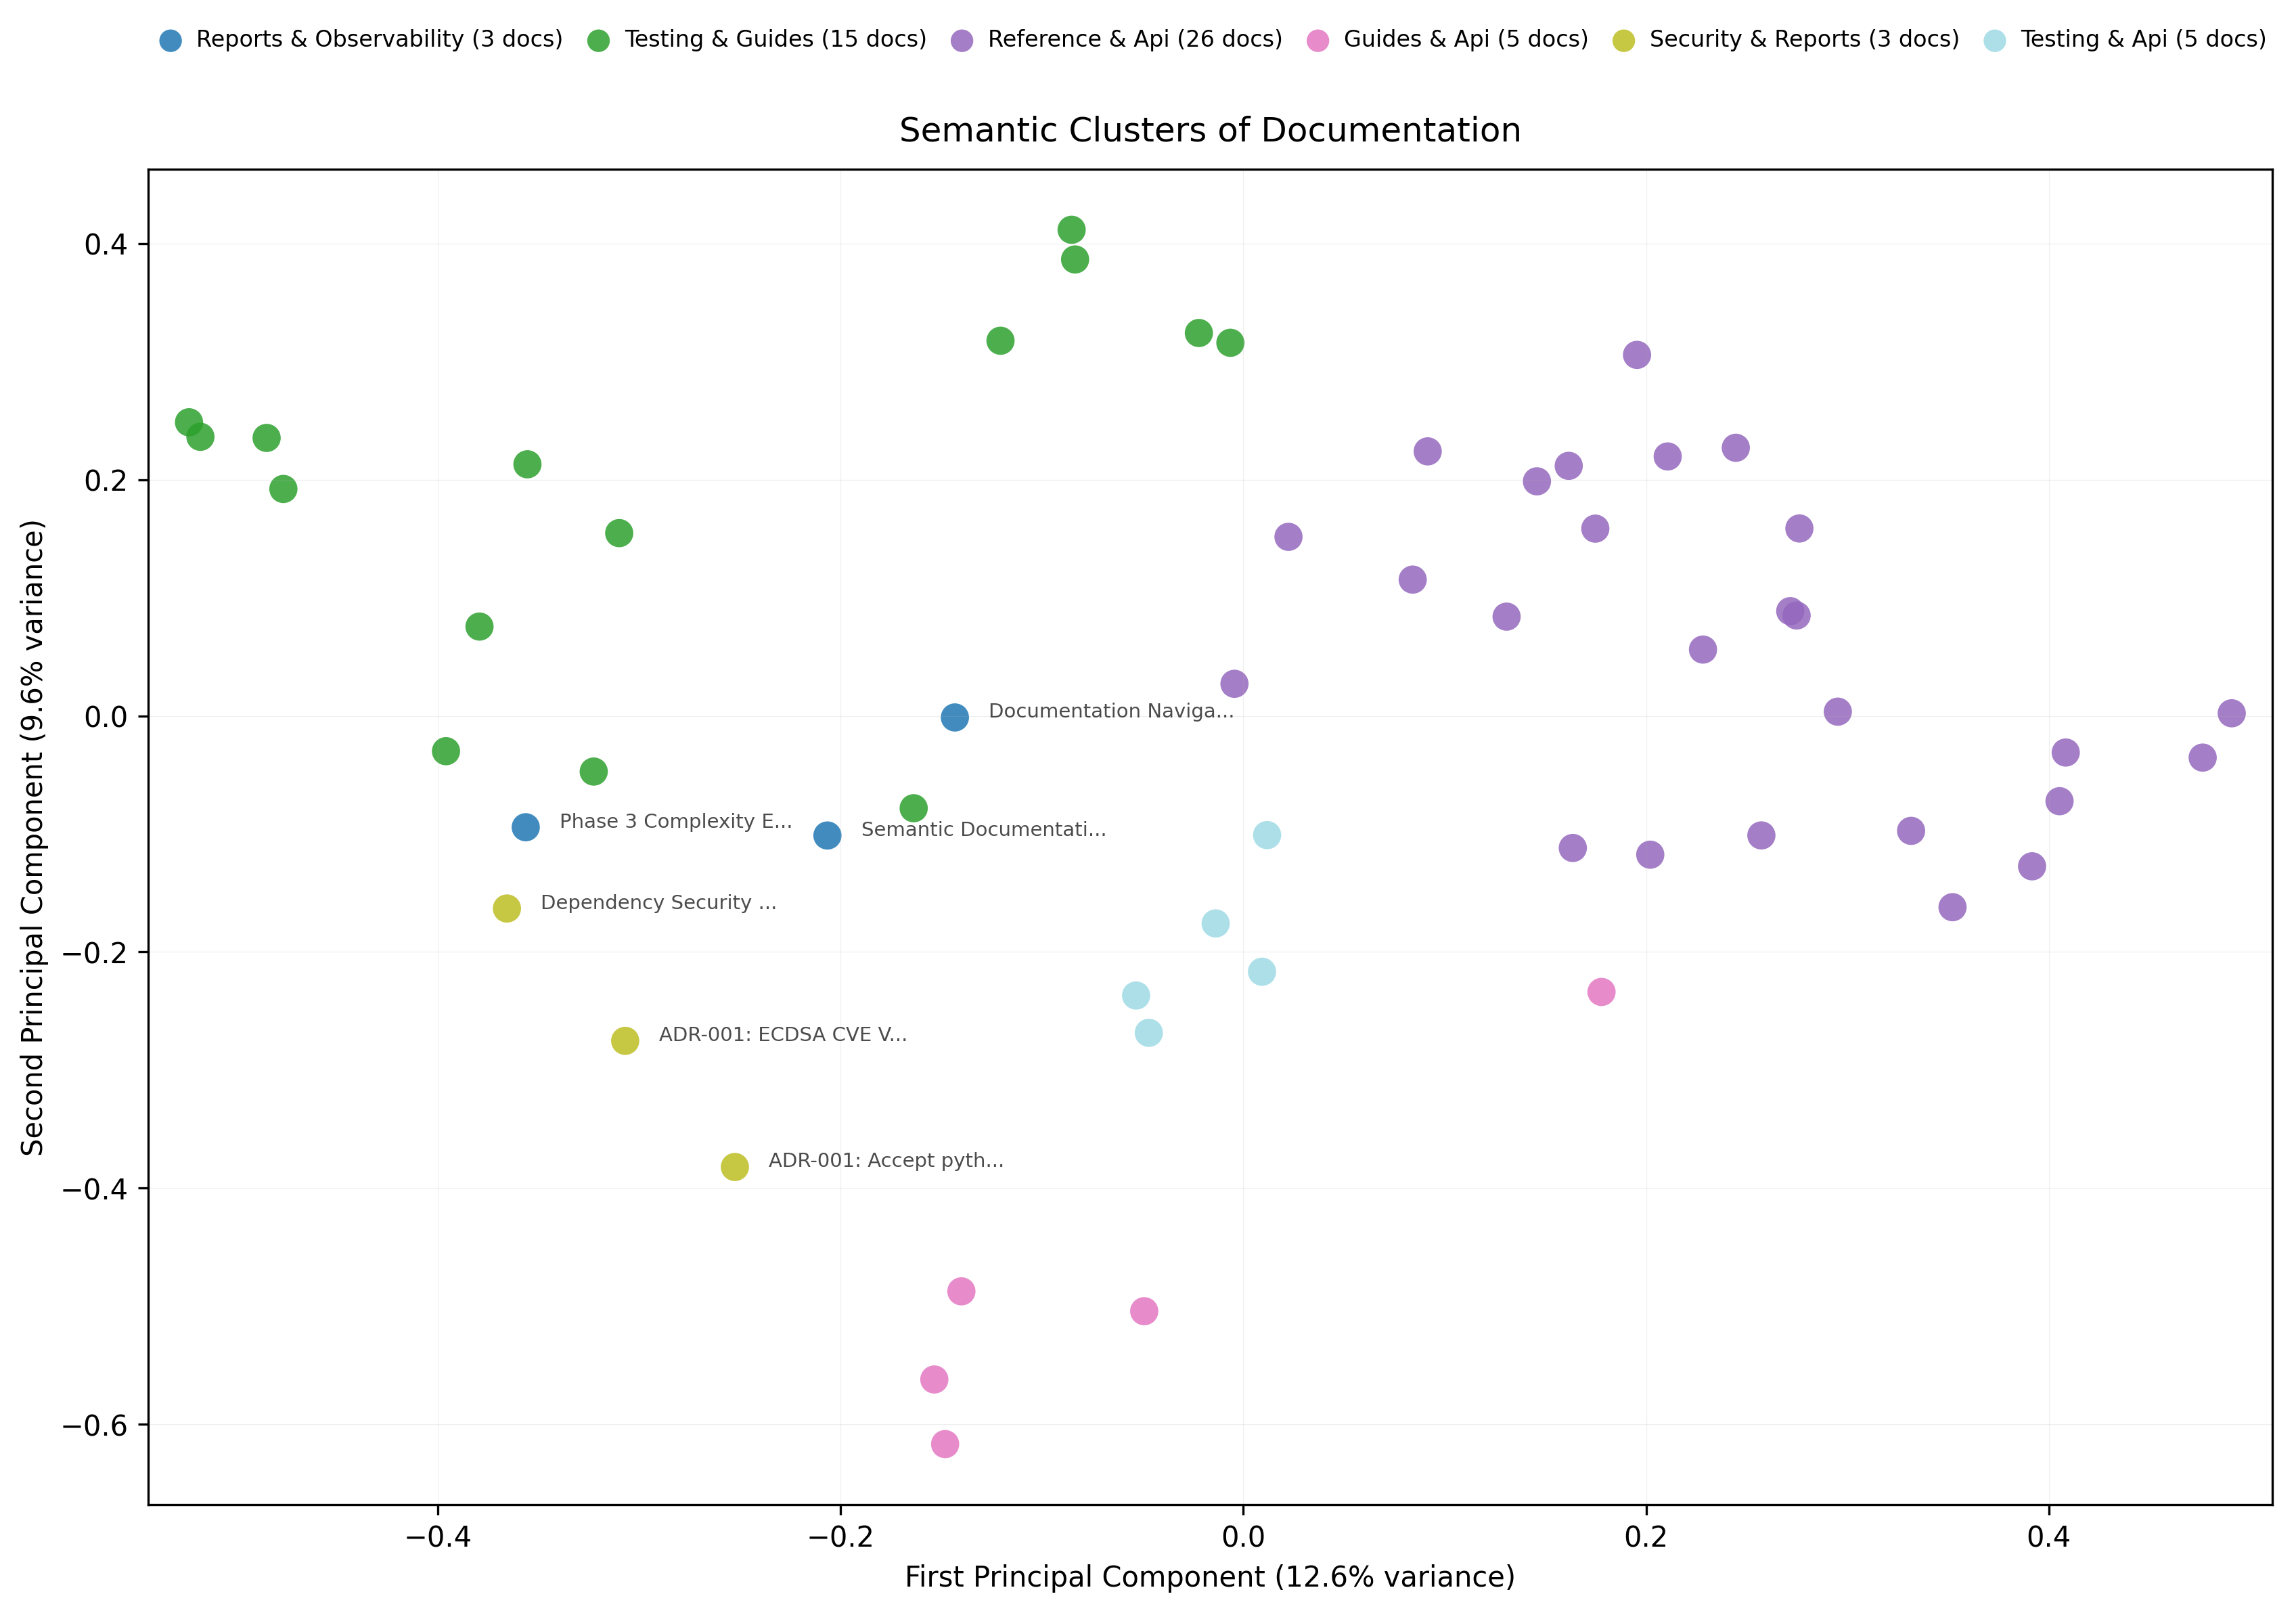 Reports & Observability (3 docs) Testing & Guides (15 docs) Reference & Api (26 docs) Guides & Api (5 docs) Security & Reports (3 docs) Testing & Api (5 docs)
Semantic Clusters of Documentation
Second Principal Component (9.6% variance)
0.4
0.2
0.0
−0.2
−0.4
−0.6
Documentation Naviga...
Phase 3 Complexity E...
Semantic Documentati...
Dependency Security ...
ADR-001: ECDSA CVE V...
ADR-001: Accept pyth...
−0.4 −0.2 0.0 0.2 0.4
First Principal Component (12.6% variance)